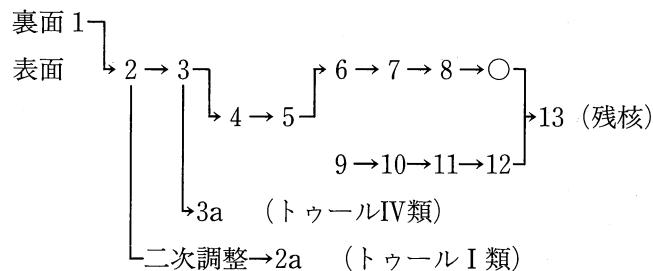 裏面 1
表面 2 → 3 6 → 7 → 8 → ○
4 → 5 → 13 (残核)
9 → 10 → 11 → 12
3a (トゥールⅣ類)
二次調整 → 2a (トゥールⅠ類)